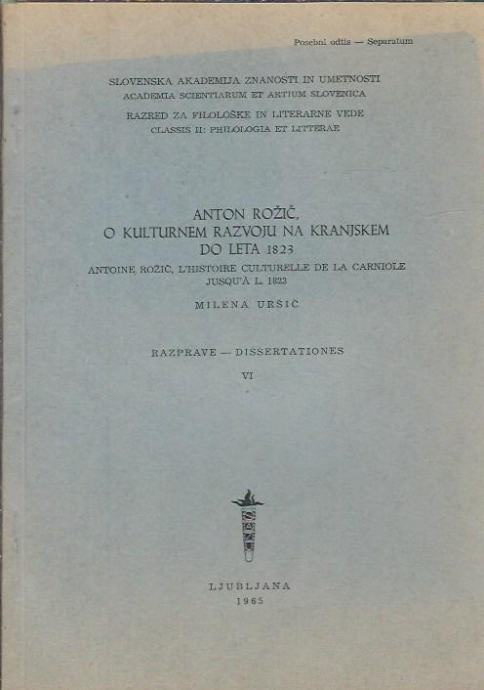 Posebni odtis — Separatum
SLOVENSKA AKADEMIJA ZNANOSTI IN UMETNOSTI
ACADEMIA SCIENTIARUM ET ARTIUM SLOVENICA
RAZRED ZA FILOLOŠKE IN LITERARNE VEDE
CLASSIS II: PHILOLOGIA ET LITTERAE
ANTON ROŽIČ,
O KULTURNEM RAZVOJU NA KRANJSKEM
DO LETA 1823
ANTOINE ROŽIČ, L'HISTOIRE CULTURELLE DE LA CARNIOLE
JUSQU'À L. 1823
MILENA URŠIČ
RAZPRAVE — DISSERTATIONES
VI
LJUBLJANA
1965